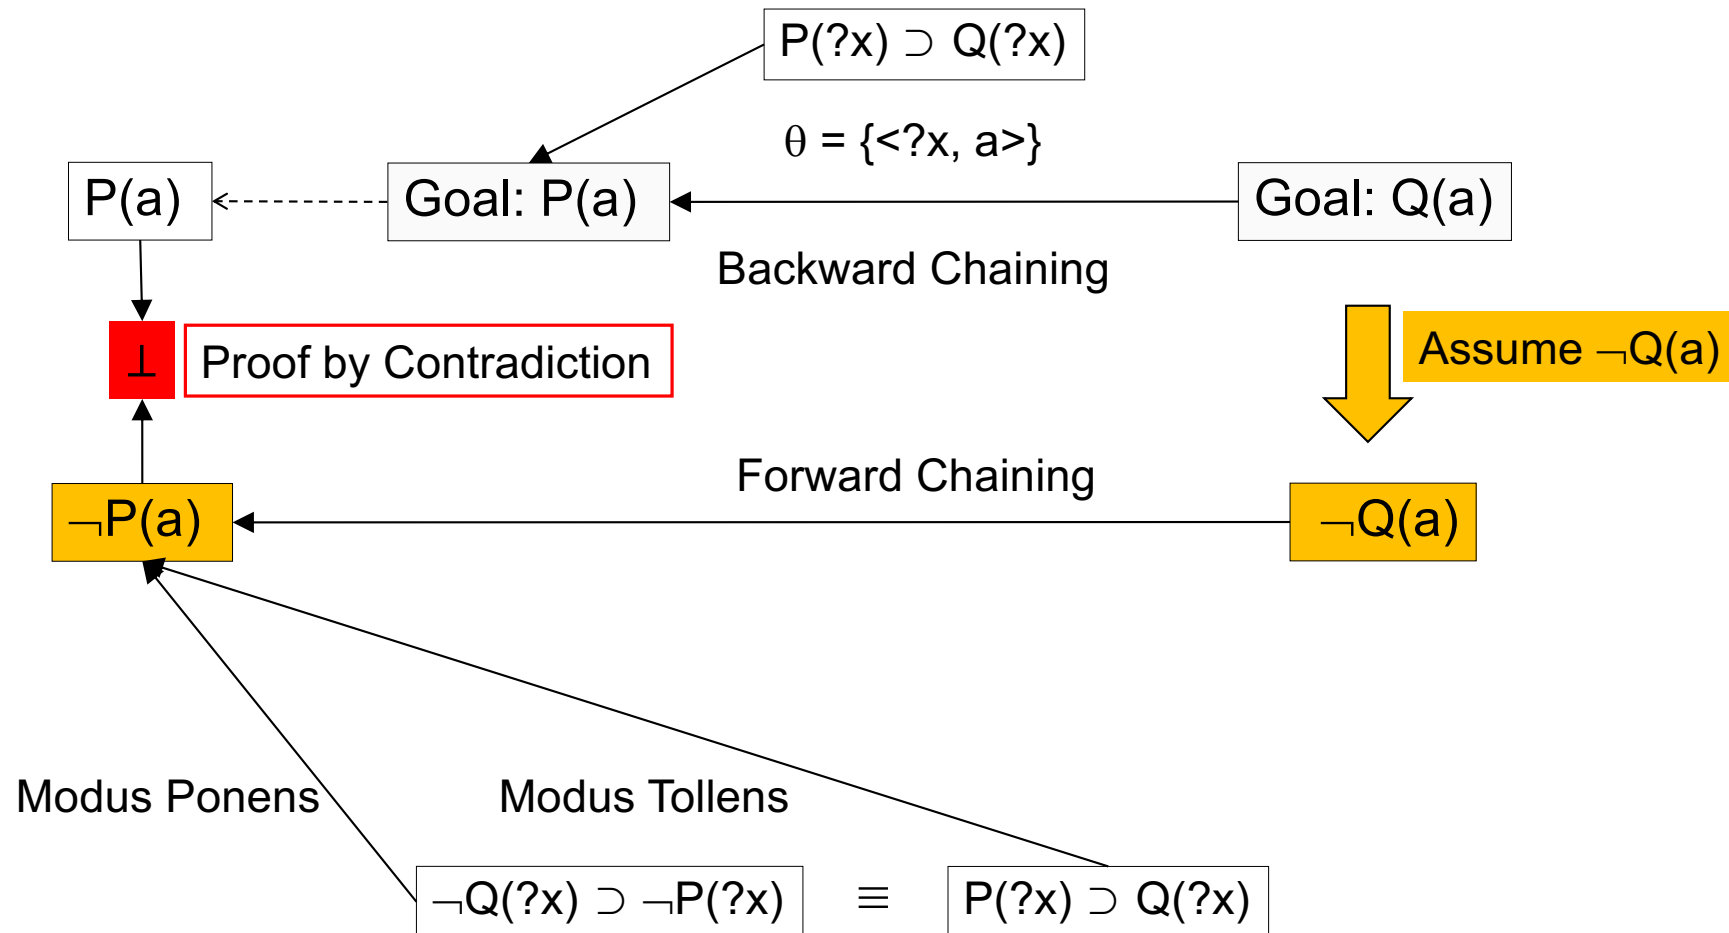 P(?x) ⊃ Q(?x)
θ = {<?x, a>}
P(a)
Goal: P(a)
Goal: Q(a)
Backward Chaining
⊥
Proof by Contradiction
Assume ¬Q(a)
Forward Chaining
¬P(a)
¬Q(a)
Modus Ponens
Modus Tollens
¬Q(?x) ⊃ ¬P(?x)
≡
P(?x) ⊃ Q(?x)